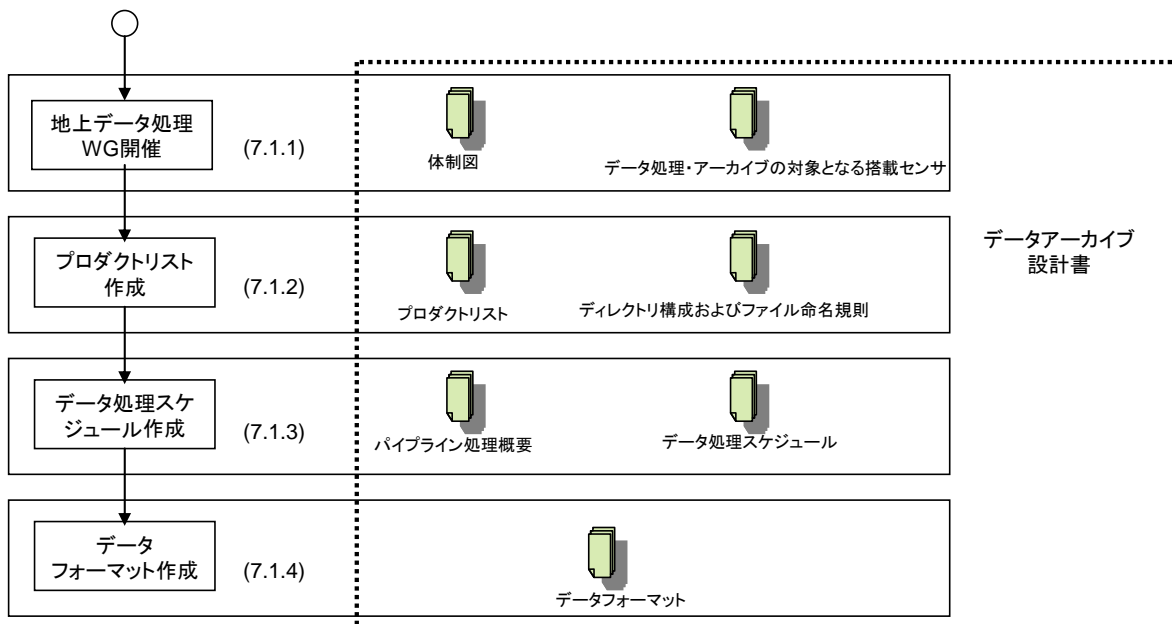 地上データ処理
WG開催
(7.1.1)
体制図
データ処理・アーカイブの対象となる搭載センサ
プロダクトリスト
作成
(7.1.2)
プロダクトリスト
ディレクトリ構成およびファイル命名規則
データアーカイブ
設計書
データ処理スケ
ジュール作成
(7.1.3)
パイプライン処理概要
データ処理スケジュール
データ
フォーマット作成
(7.1.4)
データフォーマット